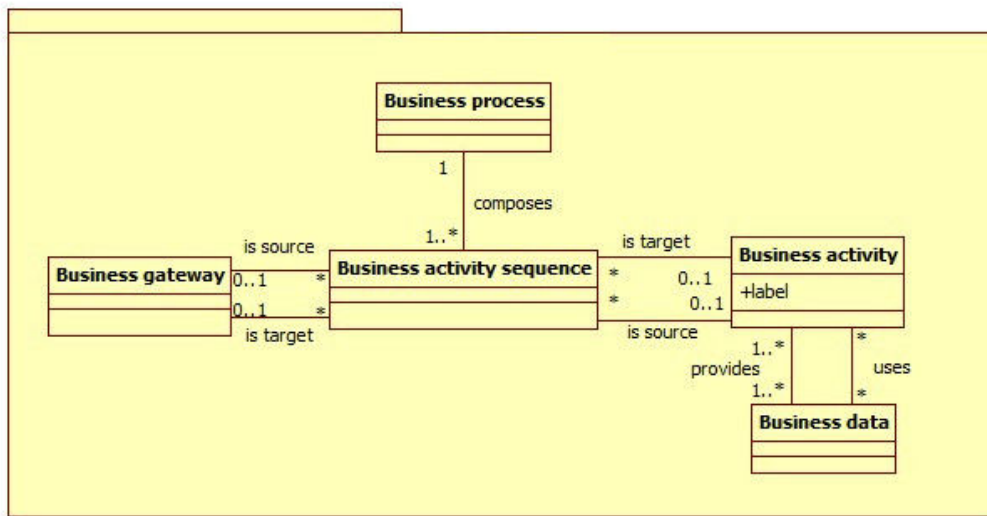 Business process
1
composes
1..*
is source
is target
Business gateway
0..1
*
Business activity sequence
*
0..1
Business activity
+label
0..1
*
*
0..1
is target
is source
1..*
*
provides
uses
1..*
*
Business data